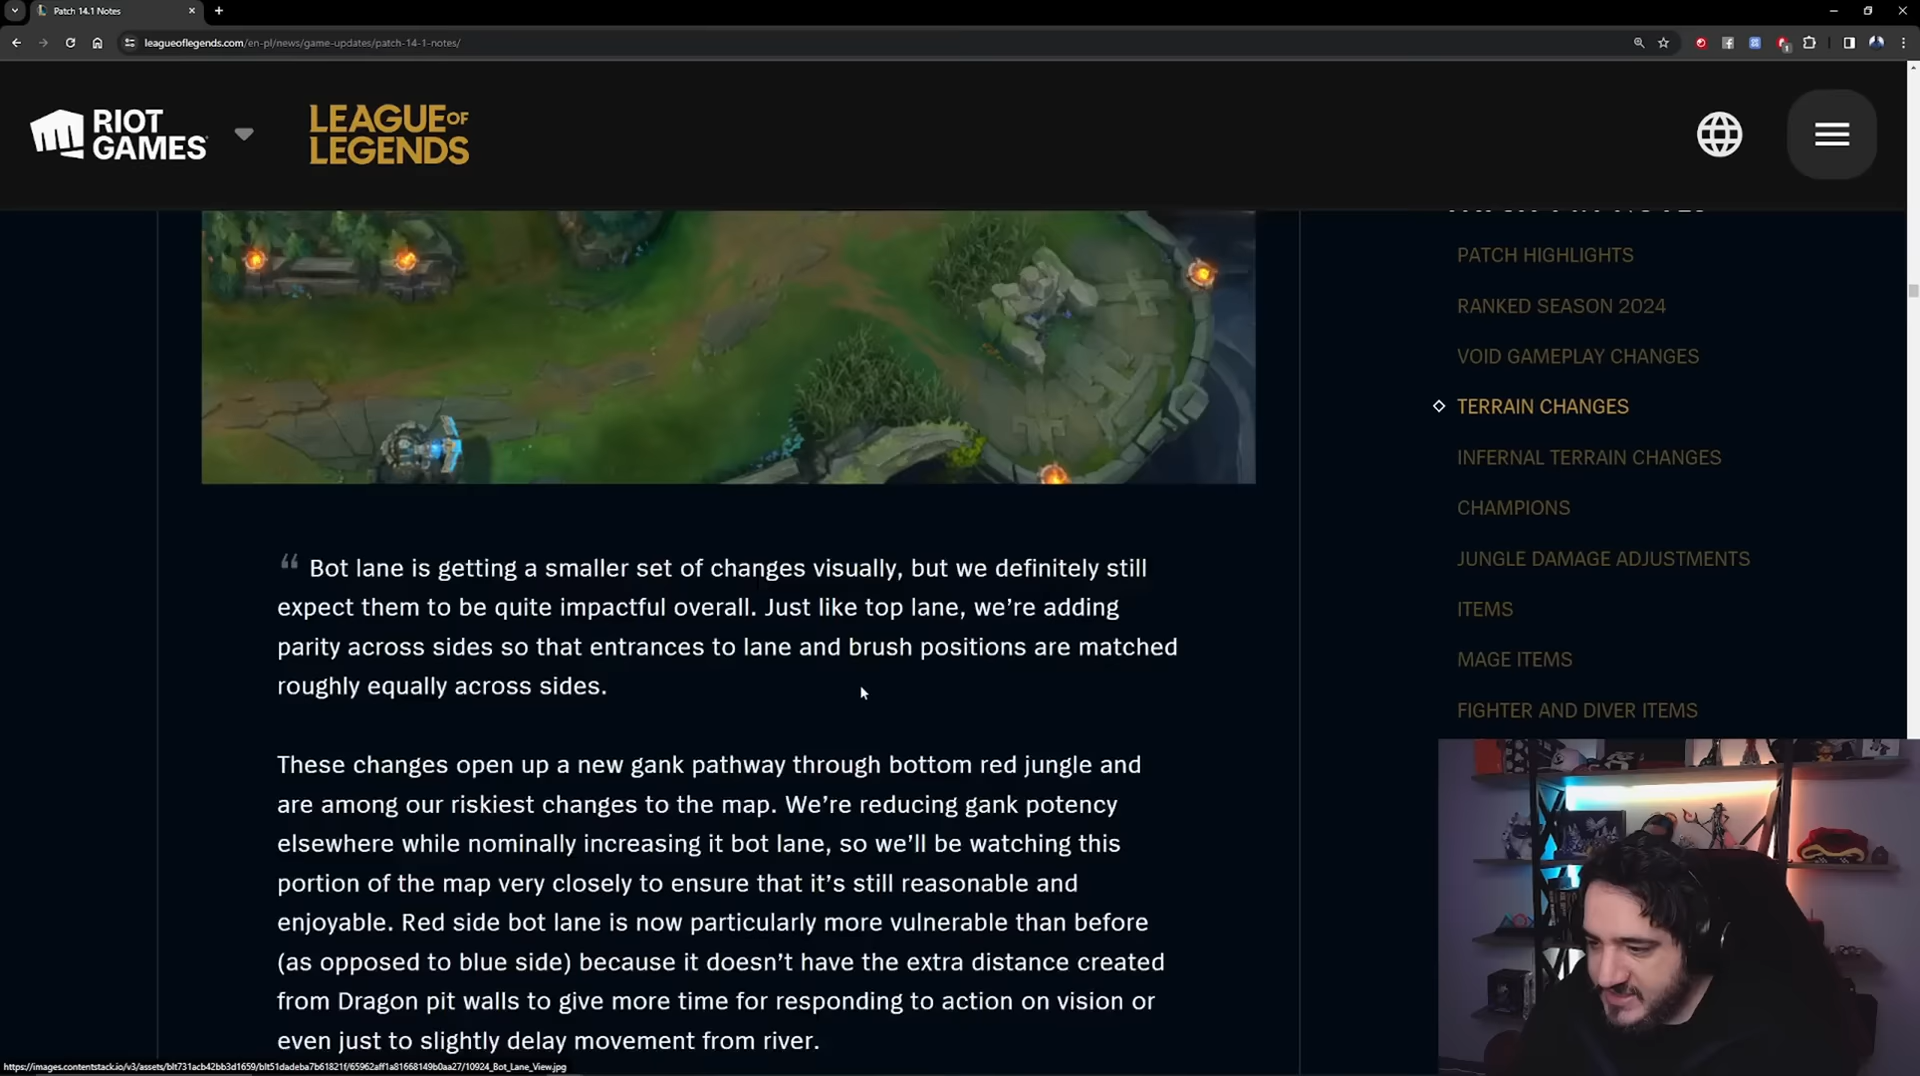 Patch 14.1 Notes
leagueoflegends.com/en-pl/news/game-updates/patch-14-1-notes/
RIOT
GAMES
LEAGUE OF
LEGENDS
PATCH HIGHLIGHTS
RANKED SEASON 2024
VOID GAMEPLAY CHANGES
TERRAIN CHANGES
INFERNAL TERRAIN CHANGES
CHAMPIONS
JUNGLE DAMAGE ADJUSTMENTS
ITEMS
MAGE ITEMS
FIGHTER AND DIVER ITEMS
“ Bot lane is getting a smaller set of changes visually, but we definitely still
expect them to be quite impactful overall. Just like top lane, we’re adding
parity across sides so that entrances to lane and brush positions are matched
roughly equally across sides.
These changes open up a new gank pathway through bottom red jungle and
are among our riskiest changes to the map. We’re reducing gank potency
elsewhere while nominally increasing it bot lane, so we’ll be watching this
portion of the map very closely to ensure that it’s still reasonable and
enjoyable. Red side bot lane is now particularly more vulnerable than before
(as opposed to blue side) because it doesn’t have the extra distance created
from Dragon pit walls to give more time for responding to action on vision or
even just to slightly delay movement from river.